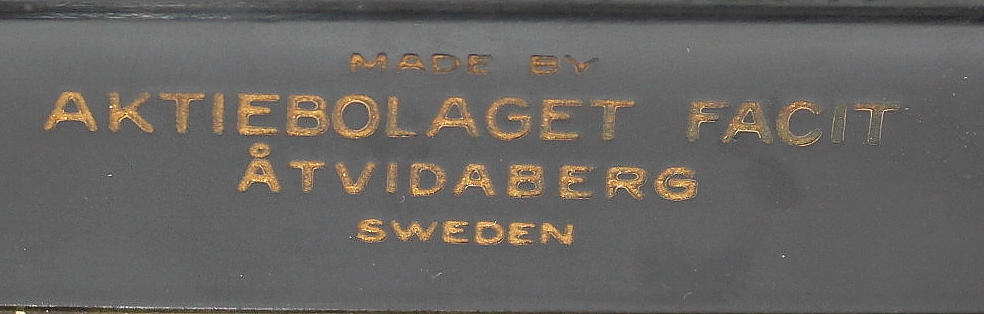 MADE BY
AKTIEBOLAGET FACIT
ÅTVIDABERG
SWEDEN